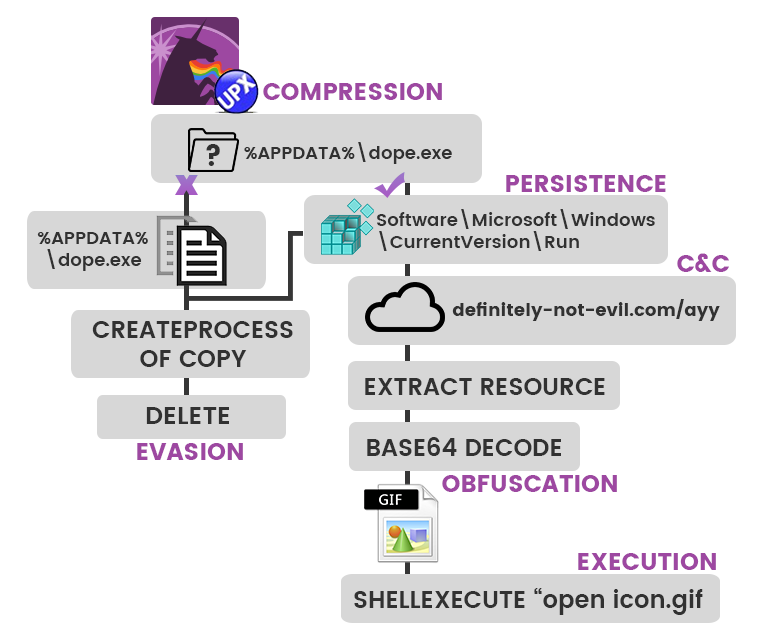 UPX
COMPRESSION
?
%APPDATA%\dope.exe
X
PERSISTENCE
Software\Microsoft\Windows
\CurrentVersion\Run
%APPDATA%
\dope.exe
C&C
definitely-not-evil.com/ayy
CREATEPROCESS
OF COPY
EXTRACT RESOURCE
DELETE
EVASION
BASE64 DECODE
OBFUSCATION
GIF
EXECUTION
SHELLEXECUTE “open icon.gif